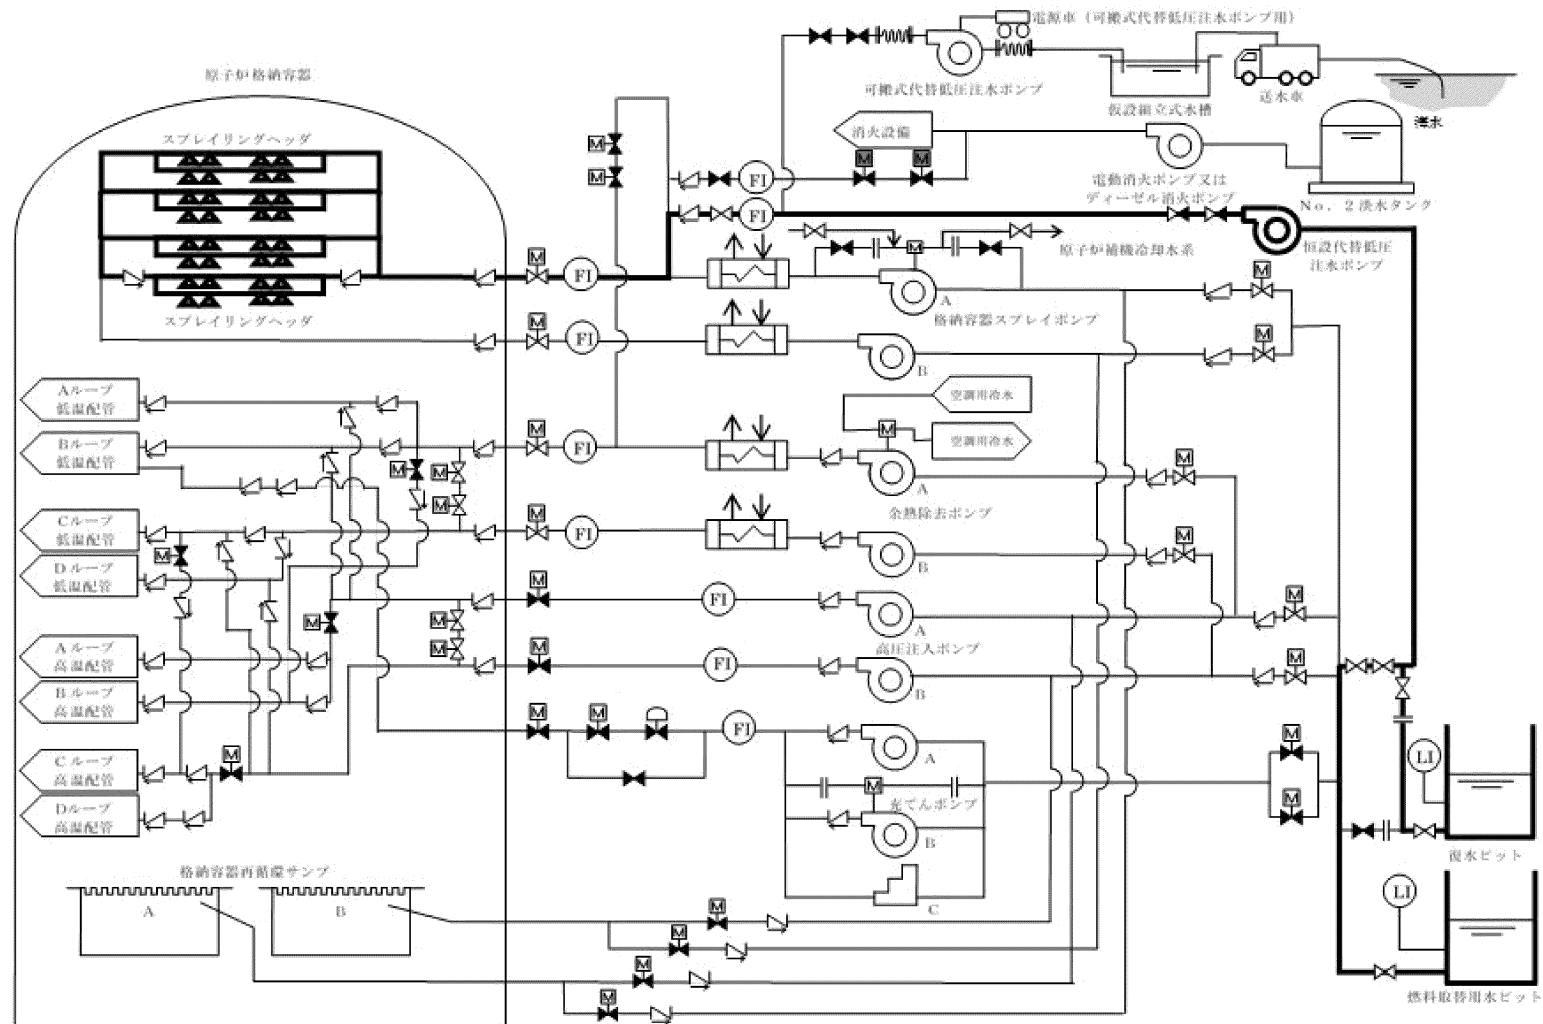 電源車（可搬式代替低圧注水ポンプ用）
原子炉格納容器
可搬式代替低圧注水ポンプ
仮設組立式水槽
送水車
海水
消火設備
M
M
スプレイリングヘッダ
M
M
FI
電動消火ポンプ又は
ディーゼル消火ポンプ
No. 2淡水タンク
FI
M
原子炉補機冷却水系
恒設代替低圧
注水ポンプ
M
FI
M
A
格納容器スプレイポンプ
スプレイリングヘッダ
M
FI
M
B
Aループ
低温配管
空調用冷水
Bループ
低温配管
M
FI
M
空調用冷水
M
M
M
A
M
余熱除去ポンプ
Cループ
低温配管
M
FI
M
M
B
Dループ
低温配管
M
FI
M
M
M
A
高圧注入ポンプ
Aループ
高温配管
M
M
FI
M
B
Bループ
高温配管
M
M
FI
A
M
Cループ
高温配管
M
M
LI
充てんポンプ
M
Dループ
高温配管
B
復水ピット
格納容器再循環サンプ
A
B
C
LI
M
M
M
M
燃料取替用水ピット